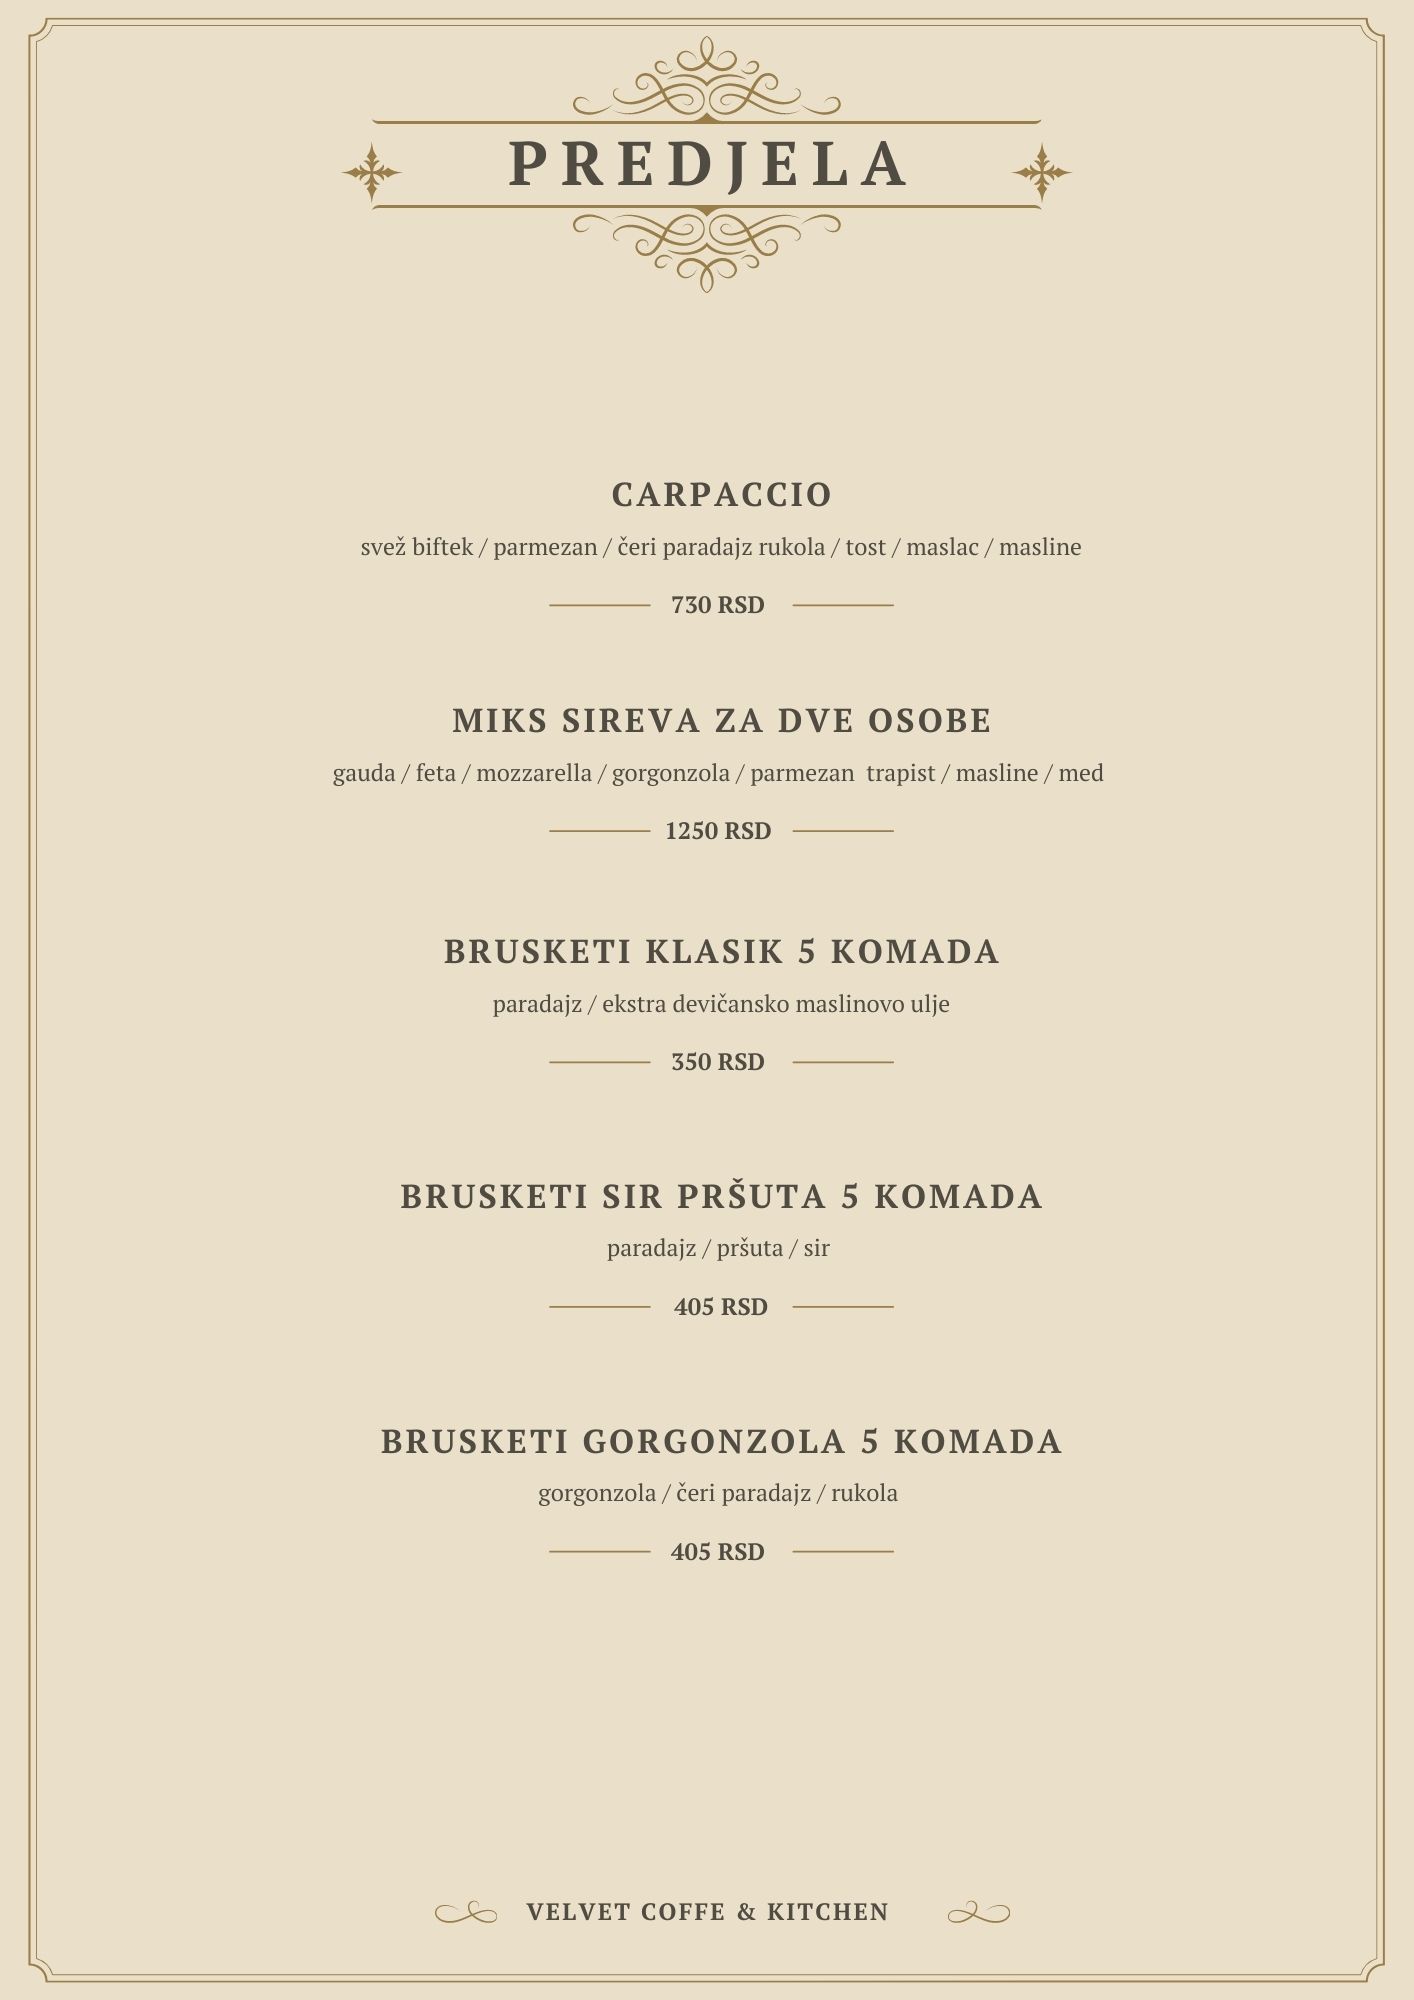 PREDJELA
CARPACCIO
svež biftek / parmezan / čeri paradajz rukola / tost / maslac / masline
730 RSD
MIKS SIREVA ZA DVE OSOBE
gauda / feta / mozzarella / gorgonzola / parmezan  trapist / masline / med
1250 RSD
BRUSKETI KLASIK 5 KOMADA
paradajz / ekstra devičansko maslinovo ulje
350 RSD
BRUSKETI SIR PRŠUTA 5 KOMADA
paradajz / pršuta / sir
405 RSD
BRUSKETI GORGONZOLA 5 KOMADA
gorgonzola / čeri paradajz / rukola
405 RSD
VELVET COFFE & KITCHEN